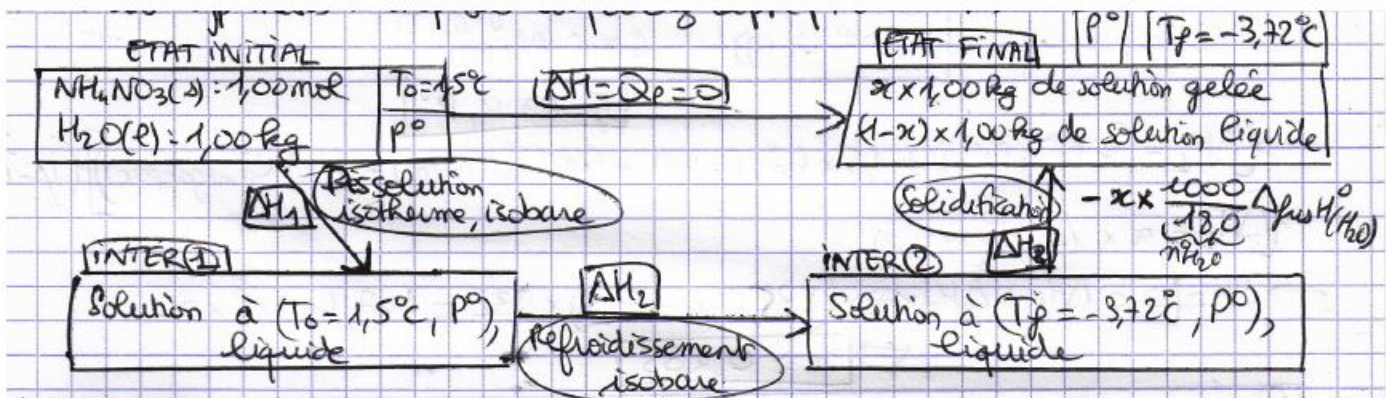 ETAT INITIAL
NH4NO3(s) : 1,00 mol
H2O(l) : 1,00 kg
T0 = 1,5°C
P°
ΔH = Qp = 0
ETAT FINAL
P°
Tf = -3,72°C
x × 1,00 kg de solution gelée
(1-x) × 1,00 kg de solution liquide
ΔH1
Dissolution
isotherme, isobare
Solidification
ΔH3
- x × 1000/18,0 ΔfusH°(H2O)
nH2O
INTER ①
Solution à (T0 = 1,5°C, P°),
liquide
ΔH2
Refroidissement
isobare
INTER ②
Solution à (Tf = -3,72°C, P°),
liquide